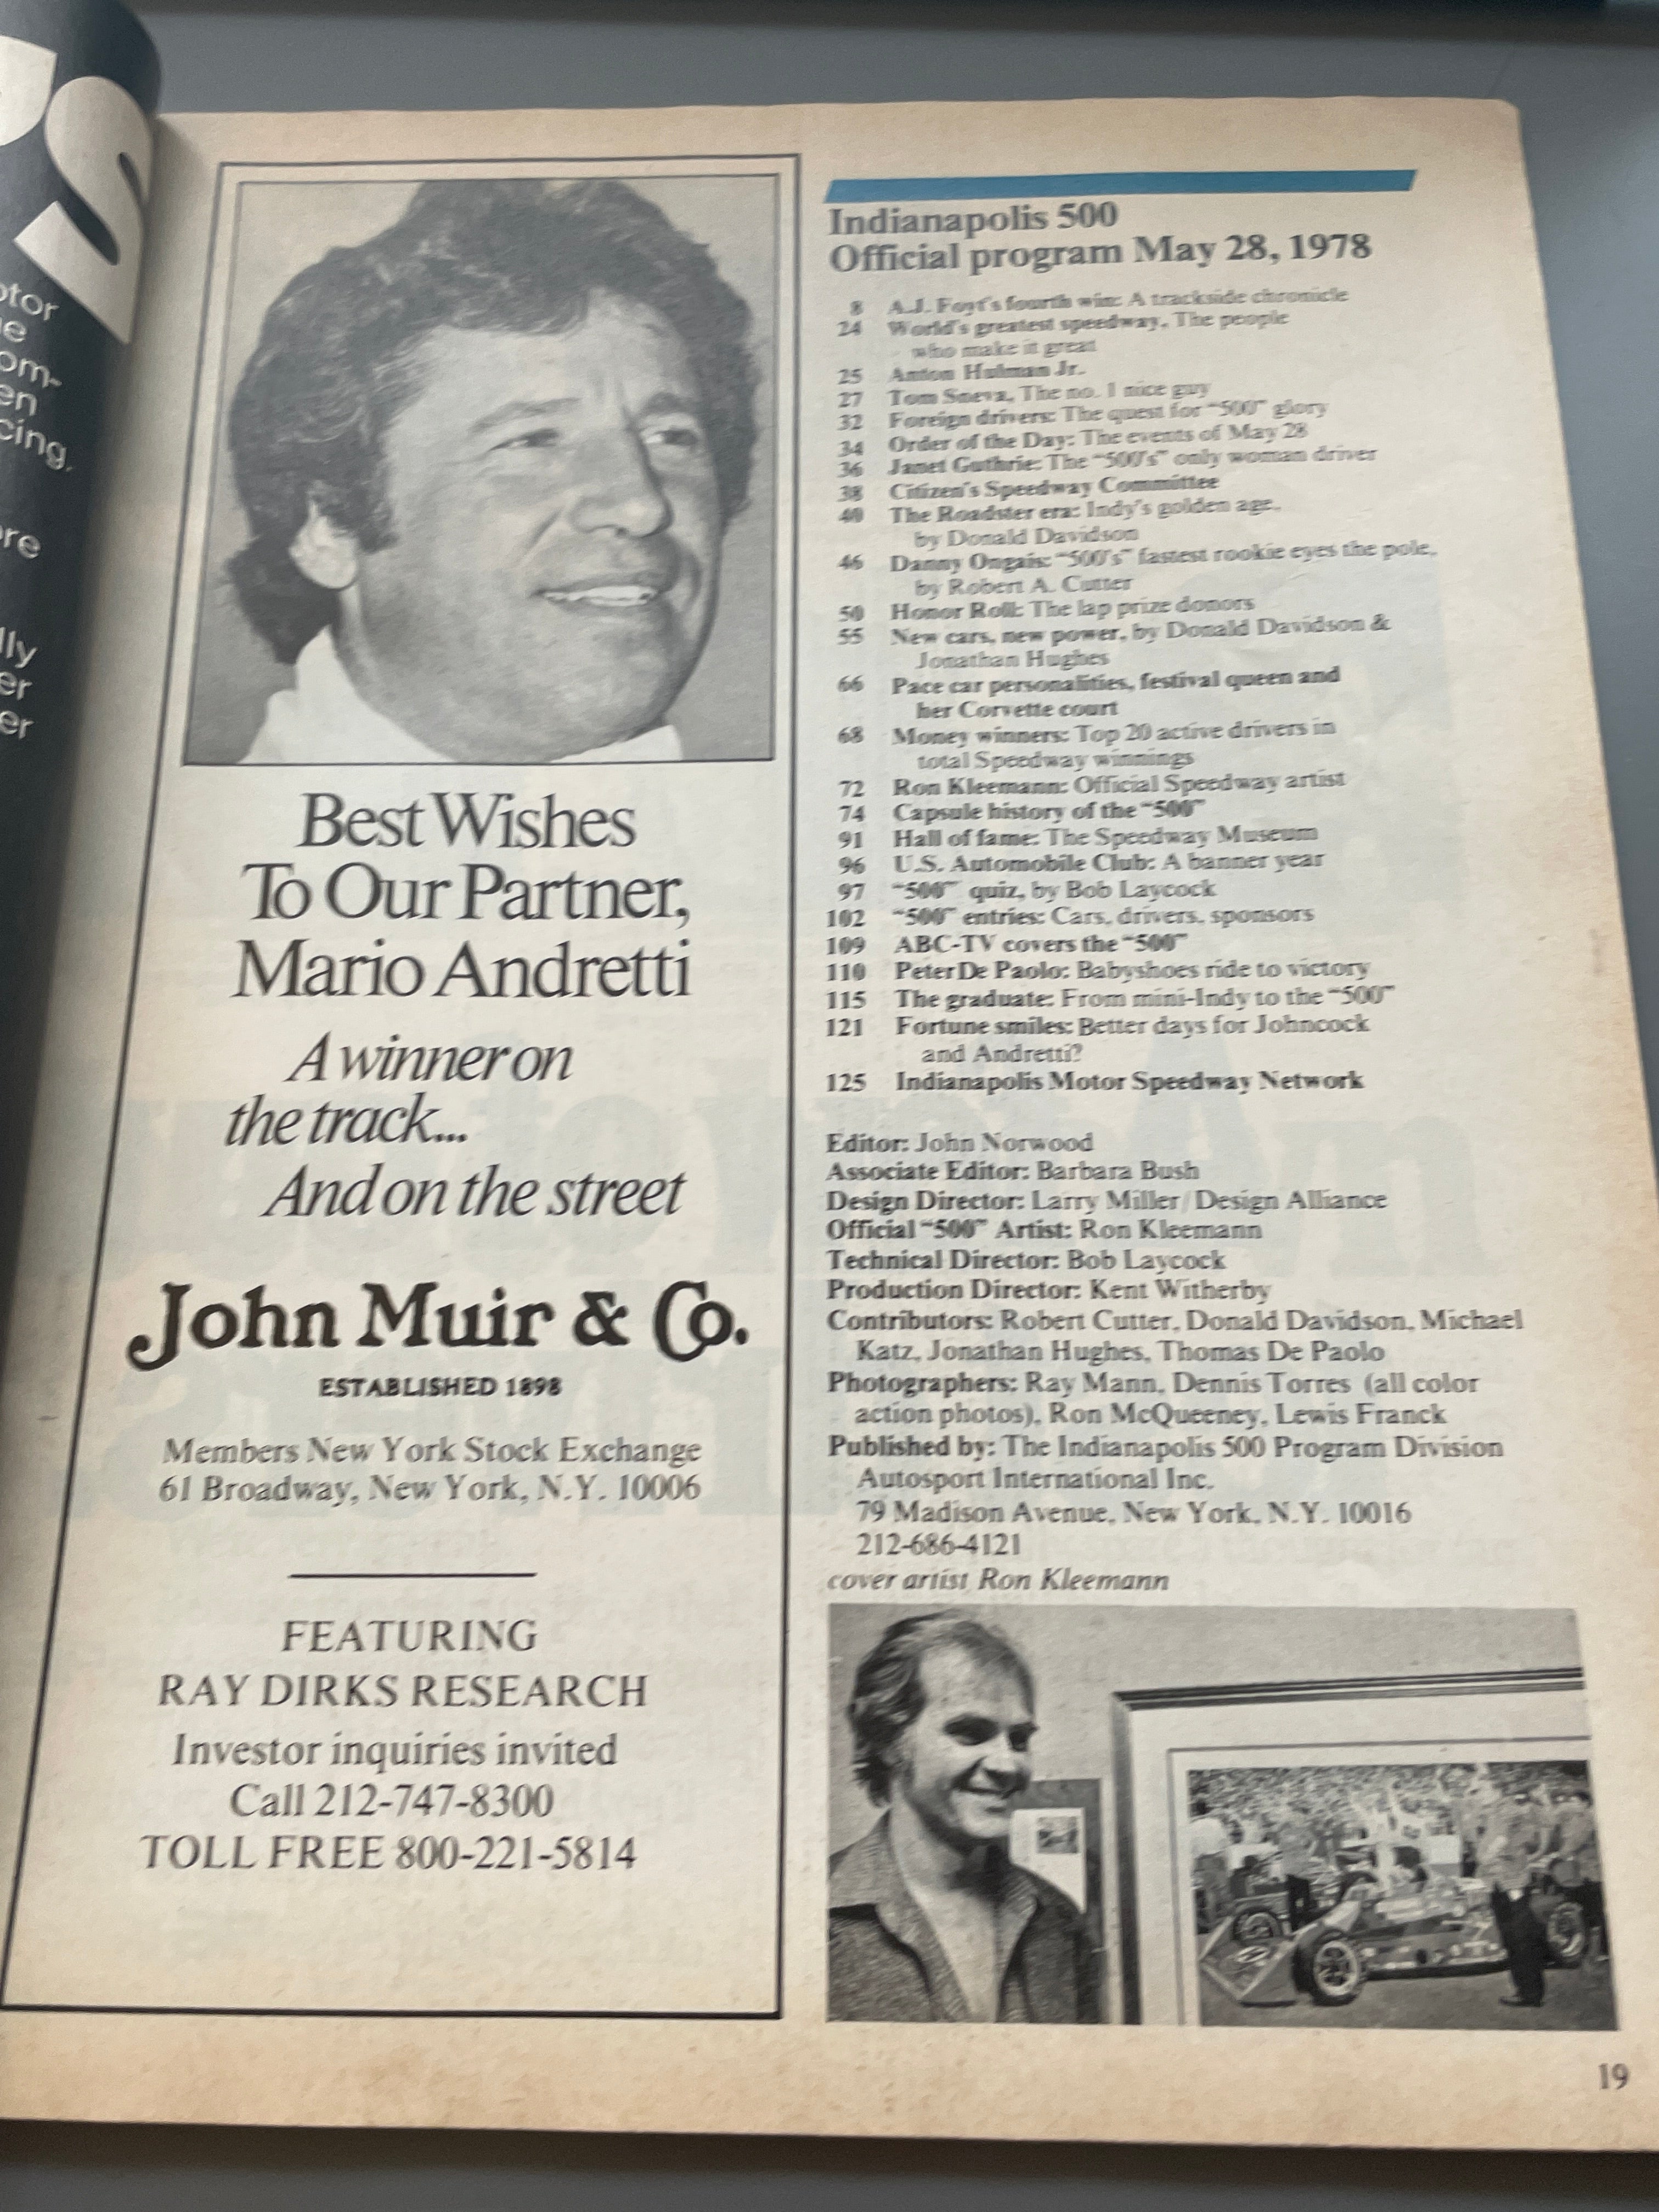 'S
otor
e
om-
en
cing.
re
lly
er
er
Best Wishes
To Our Partner,
Mario Andretti
A winner on
the track...
And on the street
John Muir & Co.
ESTABLISHED 1898
Members New York Stock Exchange
61 Broadway, New York, N.Y. 10006
FEATURING
RAY DIRKS RESEARCH
Investor inquiries invited
Call 212-747-8300
TOLL FREE 800-221-5814
Indianapolis 500
Official program May 28, 1978
8 A.J. Foyt's fourth win: A trackside chronicle
24 World's greatest speedway, The people
who make it great
25 Anton Hulman Jr.
27 Tom Sneva, The no. 1 nice guy
32 Foreign drivers: The quest for "500" glory
34 Order of the Day: The events of May 28
36 Janet Guthrie: The "500's" only woman driver
38 Citizen's Speedway Committee
40 The Roadster era: Indy's golden age,
by Donald Davidson
46 Danny Ongais: "500's" fastest rookie eyes the pole,
by Robert A. Cutter
50 Honor Roll: The lap prize donors
55 New cars, new power, by Donald Davidson &
Jonathan Hughes
66 Pace car personalities, festival queen and
her Corvette court
68 Money winners: Top 20 active drivers in
total Speedway winnings
72 Ron Kleemann: Official Speedway artist
74 Capsule history of the "500"
91 Hall of fame: The Speedway Museum
96 U.S. Automobile Club: A banner year
97 "500" quiz, by Bob Laycock
102 "500" entries: Cars, drivers, sponsors
109 ABC-TV covers the "500"
110 Peter De Paolo: Babyshoes ride to victory
115 The graduate: From mini-Indy to the "500"
121 Fortune smiles: Better days for Johncock
and Andretti?
125 Indianapolis Motor Speedway Network
Editor: John Norwood
Associate Editor: Barbara Bush
Design Director: Larry Miller/Design Alliance
Official "500" Artist: Ron Kleemann
Technical Director: Bob Laycock
Production Director: Kent Witherby
Contributors: Robert Cutter, Donald Davidson, Michael
Katz, Jonathan Hughes, Thomas De Paolo
Photographers: Ray Mann, Dennis Torres (all color
action photos), Ron McQueeney, Lewis Franck
Published by: The Indianapolis 500 Program Division
Autosport International Inc.
79 Madison Avenue, New York, N.Y. 10016
212-686-4121
cover artist Ron Kleemann
19